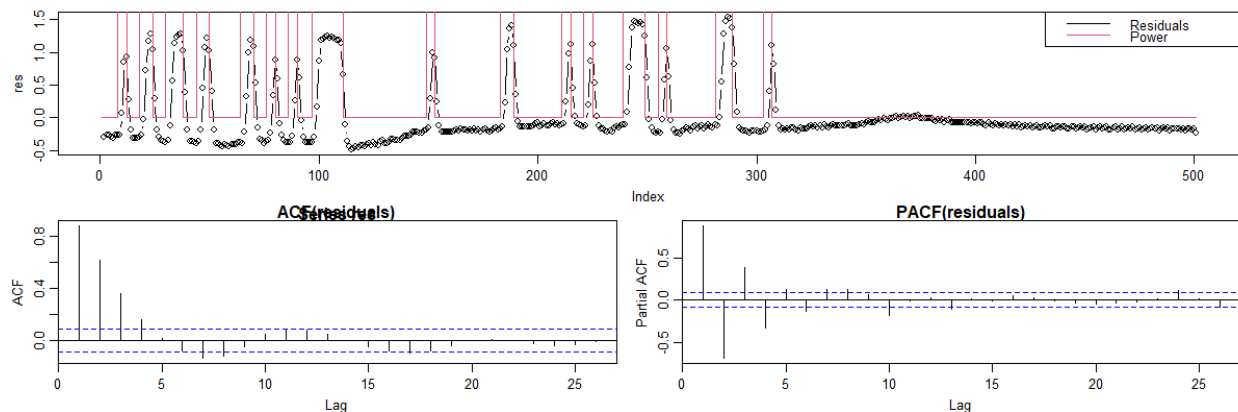 1.5
1.0
0.5
0.0
-0.5
res
Residuals
Power
0 100 200 300 400 500
Index
ACF(residuals)
Series res
0.8
0.4
0.0
ACF
0 5 10 15 20 25
Lag
PACF(residuals)
0.5
0.0
-0.5
Partial ACF
0 5 10 15 20 25
Lag